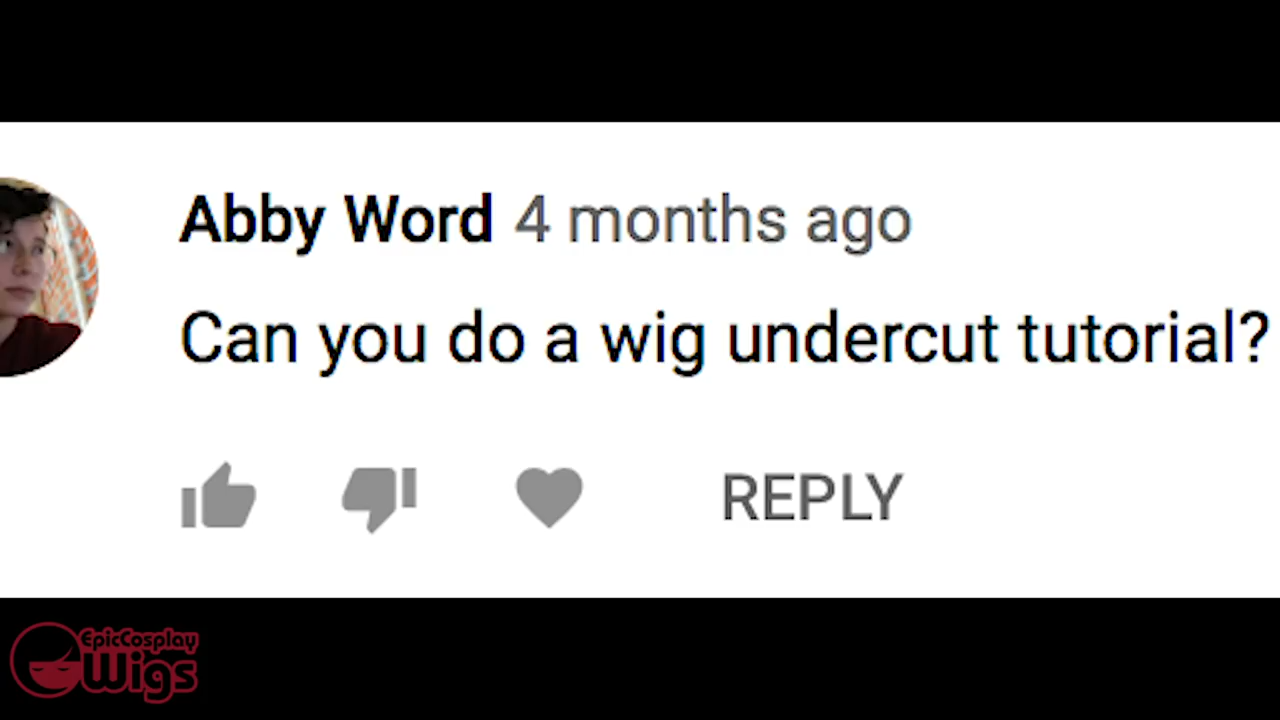 Abby Word 4 months ago
Can you do a wig undercut tutorial?
REPLY
EpicCosplay
Wigs